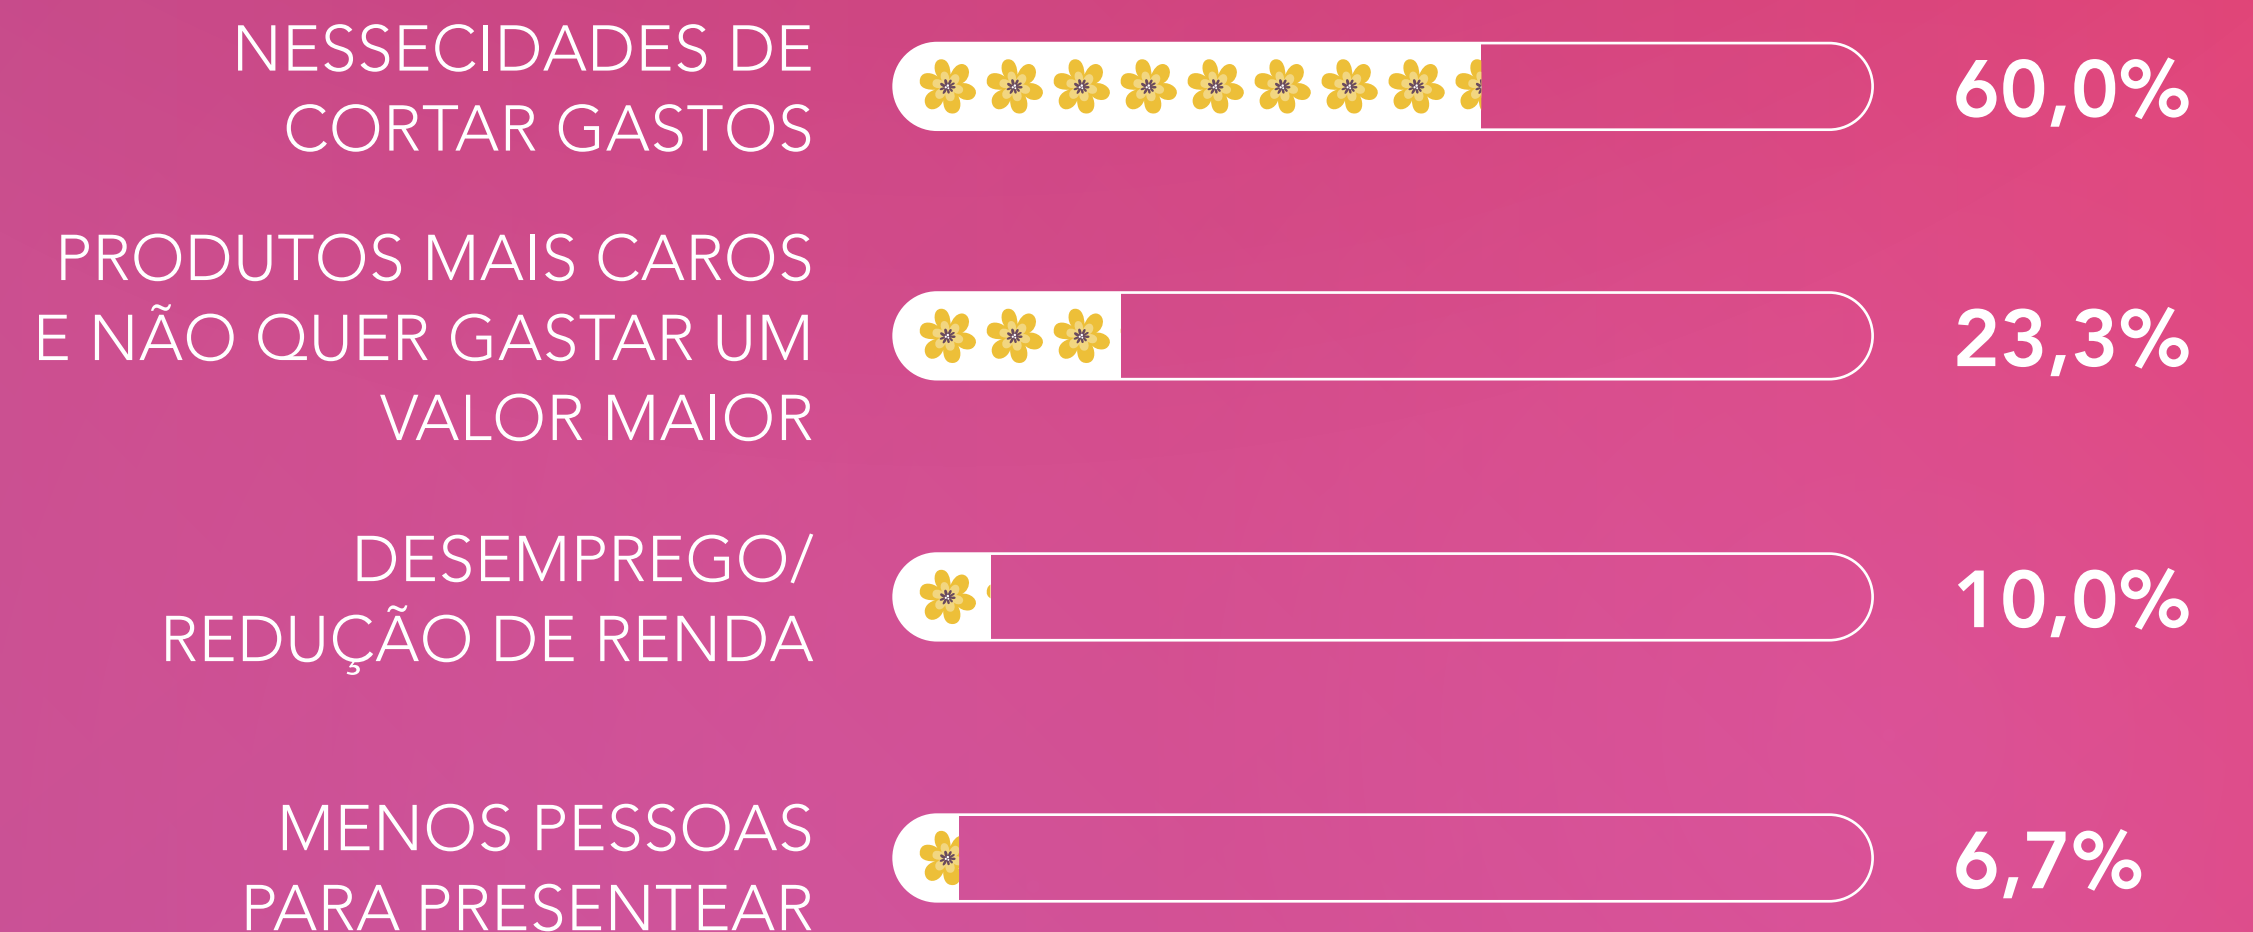 NESSECIDADES DE
CORTAR GASTOS
60,0%
PRODUTOS MAIS CAROS
E NÃO QUER GASTAR UM
VALOR MAIOR
23,3%
DESEMPREGO/
REDUÇÃO DE RENDA
10,0%
MENOS PESSOAS
PARA PRESENTEAR
6,7%